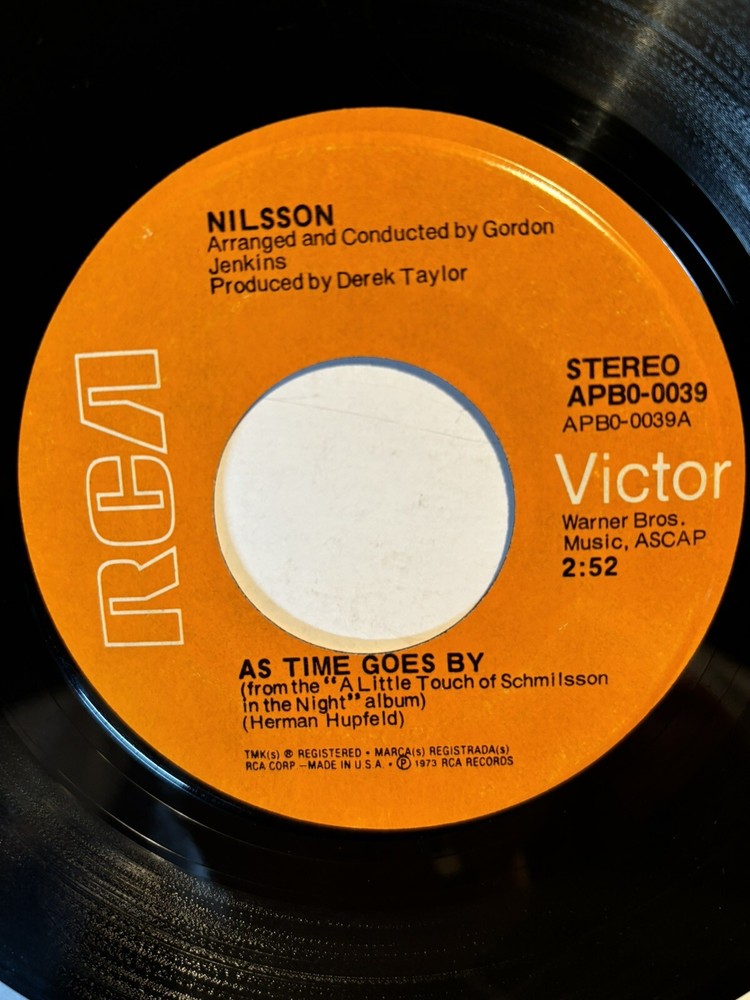 NILSSON
Arranged and Conducted by Gordon
Jenkins
Produced by Derek Taylor
RCA
STEREO
APB0-0039
APB0-0039A
Victor
Warner Bros.
Music, ASCAP
2:52
AS TIME GOES BY
(from the "A Little Touch of Schmilsson
in the Night" album)
(Herman Hupfeld)
TMK(s) ® REGISTERED • MARCA(s) REGISTRADA(s)
RCA CORP –MADE IN U.S.A. • ℗ 1973 RCA RECORDS